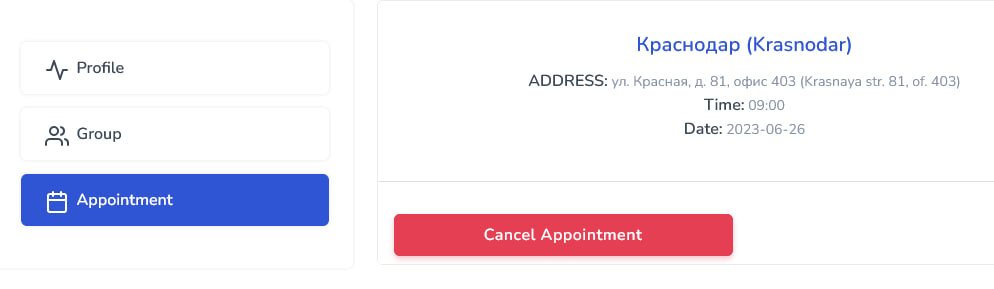 Profile
Group
Appointment
Краснодар (Krasnodar)
ADDRESS: ул. Красная, д. 81, офис 403 (Krasnaya str. 81, of. 403)
Time: 09:00
Date: 2023-06-26
Cancel Appointment